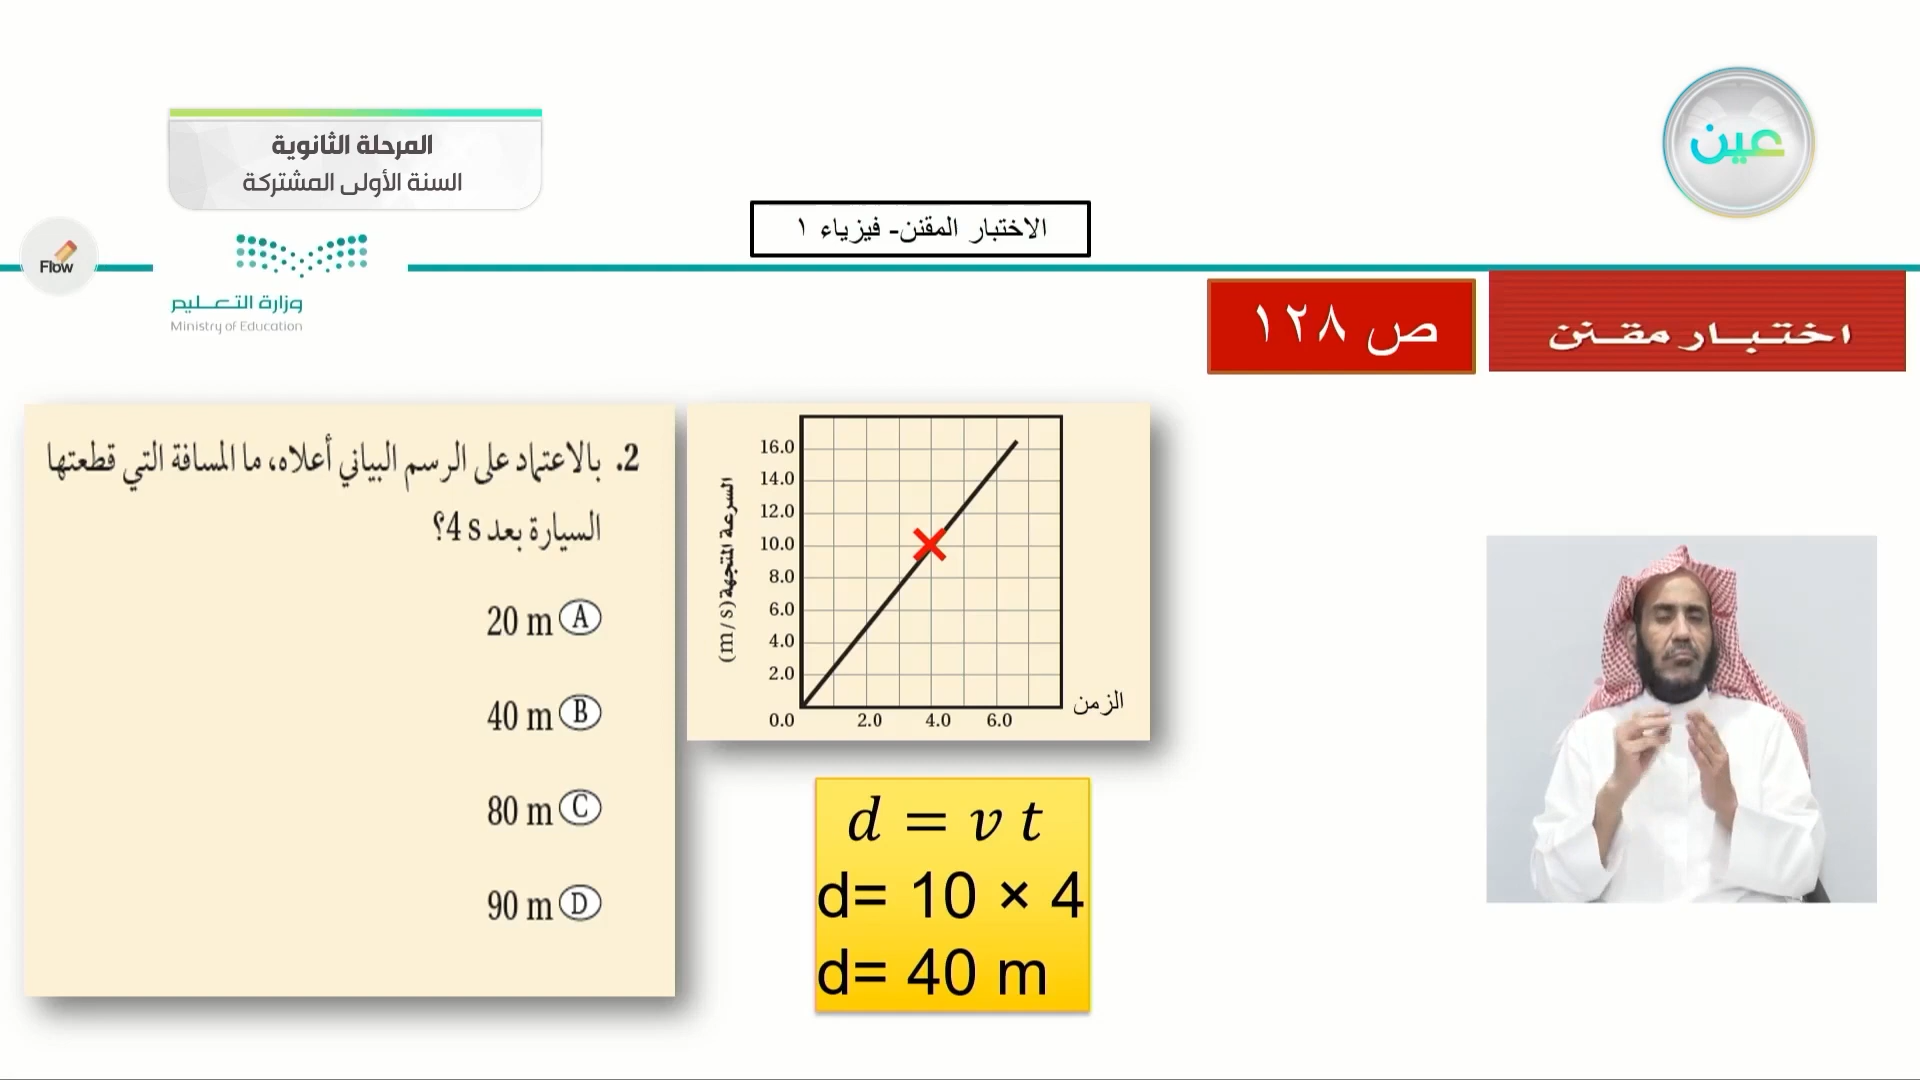 المرحلة الثانوية
السنة الأولى المشتركة
عين
الاختبار المقنن- فيزياء ١
Flow
وزارة التعليم
Ministry of Education
اختبار مقنن
ص ١٢٨
2. بالاعتماد على الرسم البياني أعلاه، ما المسافة التي قطعتها
السيارة بعد 4 s؟
20 m A
40 m B
80 m C
90 m D
السرعة المتجهة (m/s)
16.0
14.0
12.0
10.0
8.0
6.0
4.0
2.0
0.0 2.0 4.0 6.0
الزمن
d = v t
d= 10 × 4
d= 40 m